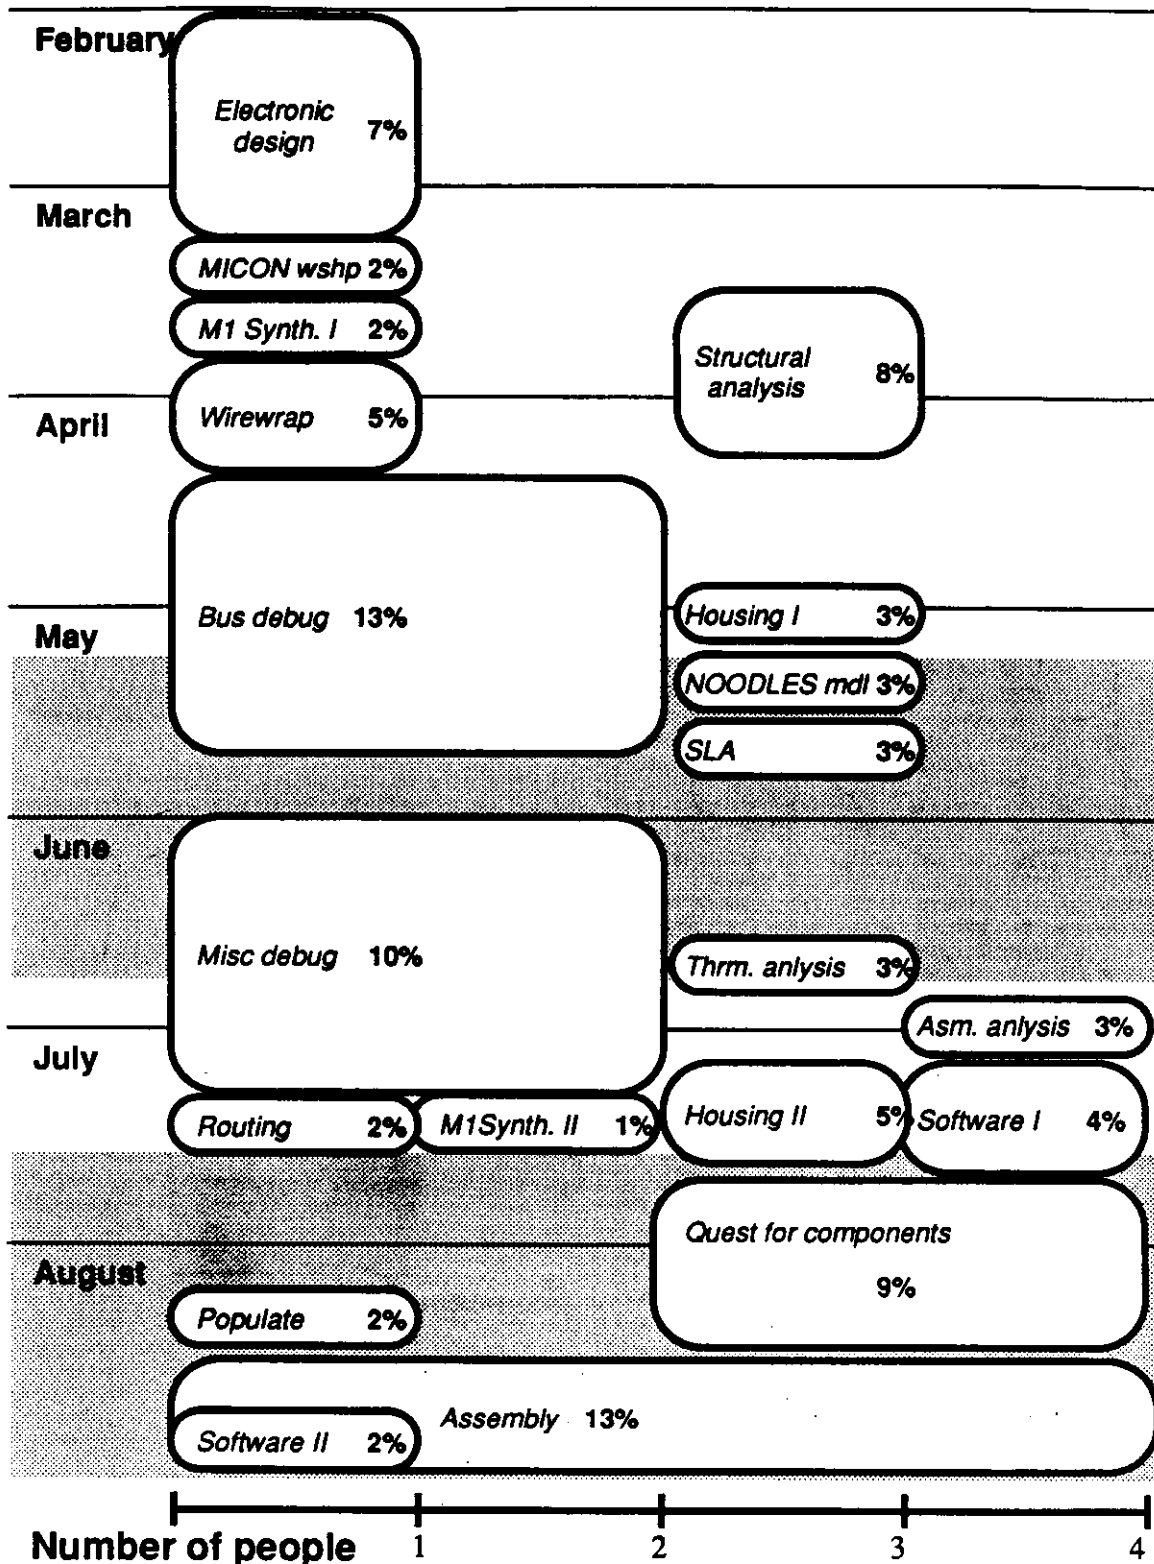 February
Electronic
design 7%
March
MICON wshp 2%
M1 Synth. I 2%
Structural
analysis 8%
Wirewrap 5%
April
Bus debug 13%
Housing I 3%
May
NOODLES mdl 3%
SLA 3%
June
Misc debug 10%
Thrm. anlysis 3%
Asm. anlysis 3%
July
Routing 2%
M1Synth. II 1%
Housing II 5%
Software I 4%
Quest for components
9%
August
Populate 2%
Assembly 13%
Software II 2%
Number of people 1 2 3 4